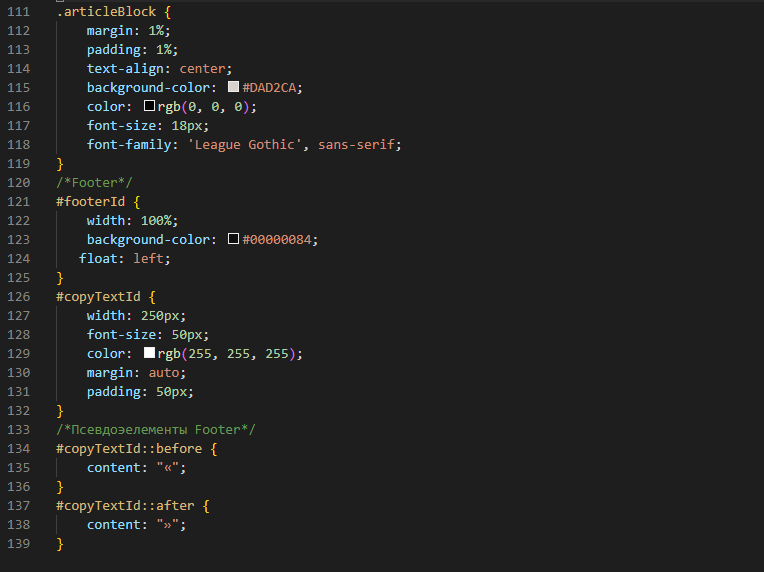 111 .articleBlock {
112 margin: 1%;
113 padding: 1%;
114 text-align: center;
115 background-color: #DAD2CA;
116 color: rgb(0, 0, 0);
117 font-size: 18px;
118 font-family: 'League Gothic', sans-serif;
119 }
120 /*Footer*/
121 #footerId {
122 width: 100%;
123 background-color: #00000084;
124 float: left;
125 }
126 #copyTextId {
127 width: 250px;
128 font-size: 50px;
129 color: rgb(255, 255, 255);
130 margin: auto;
131 padding: 50px;
132 }
133 /*Псевдоэелементы Footer*/
134 #copyTextId::before {
135 content: "«";
136 }
137 #copyTextId::after {
138 content: "»";
139 }